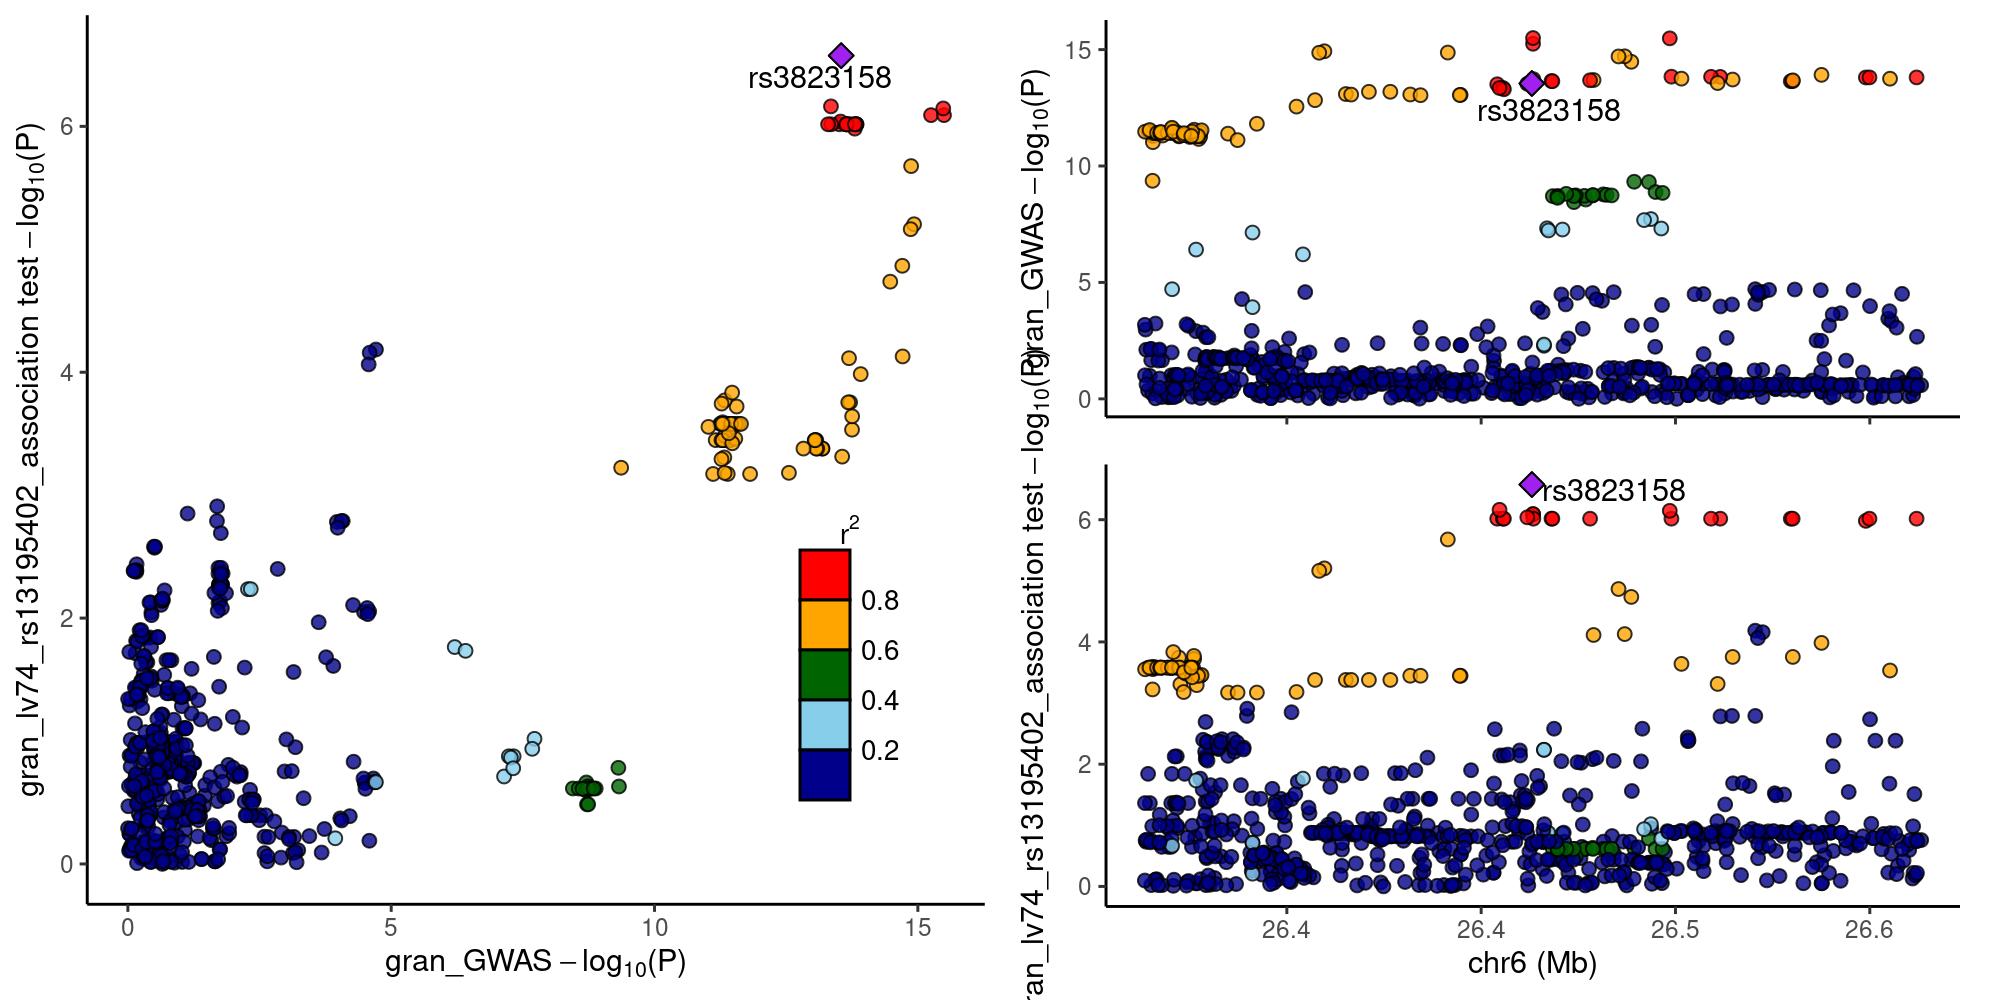 gran_lv74_rs13195402_association test −log10(P)
6
4
2
0
rs3823158
r2
0.8
0.6
0.4
0.2
0
5
10
15
gran_GWAS −log10(P)
gran_GWAS −log10(P)
15
10
5
0
rs3823158
ran_lv74_rs13195402_association test −log10(P)
6
4
2
0
rs3823158
26.4
26.4
26.5
26.6
chr6 (Mb)